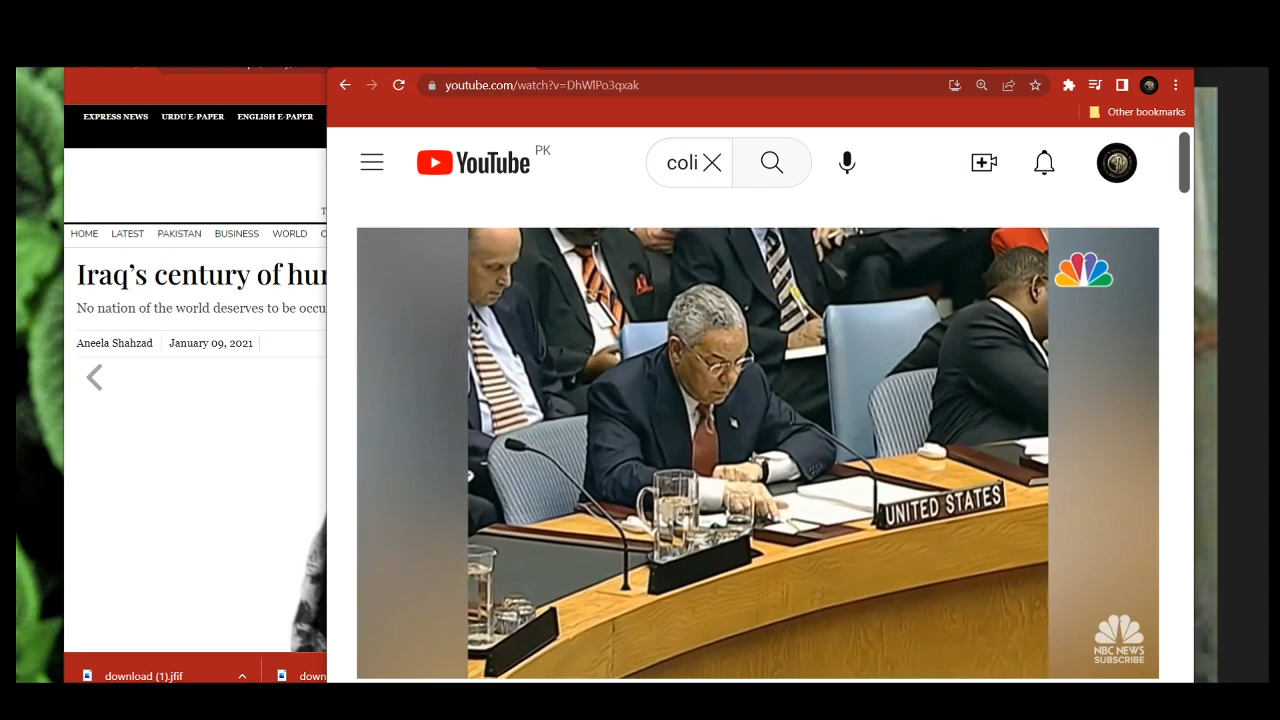 youtube.com/watch?v=DhWlPo3qxak
Other bookmarks
EXPRESS NEWS URDU E-PAPER ENGLISH E-PAPER
YouTube PK
coli
HOME LATEST PAKISTAN BUSINESS WORLD
Iraq's century of hu
No nation of the world deserves to be occu
Aneela Shahzad January 09, 2021
UNITED STATES
NBC NEWS
SUBSCRIBE
download (1).jfif
down